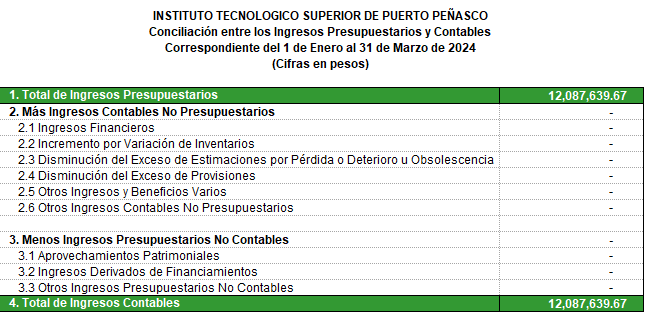 INSTITUTO TECNOLOGICO SUPERIOR DE PUERTO PEÑASCO
Conciliación entre los Ingresos Presupuestarios y Contables
Correspondiente del 1 de Enero al 31 de Marzo de 2024
(Cifras en pesos)
1. Total de Ingresos Presupuestarios 12,087,639.67
2. Más Ingresos Contables No Presupuestarios -
2.1 Ingresos Financieros -
2.2 Incremento por Variación de Inventarios -
2.3 Disminución del Exceso de Estimaciones por Pérdida o Deterioro u Obsolescencia -
2.4 Disminución del Exceso de Provisiones -
2.5 Otros Ingresos y Beneficios Varios -
2.6 Otros Ingresos Contables No Presupuestarios -
3. Menos Ingresos Presupuestarios No Contables -
3.1 Aprovechamientos Patrimoniales -
3.2 Ingresos Derivados de Financiamientos -
3.3 Otros Ingresos Presupuestarios No Contables -
4. Total de Ingresos Contables 12,087,639.67